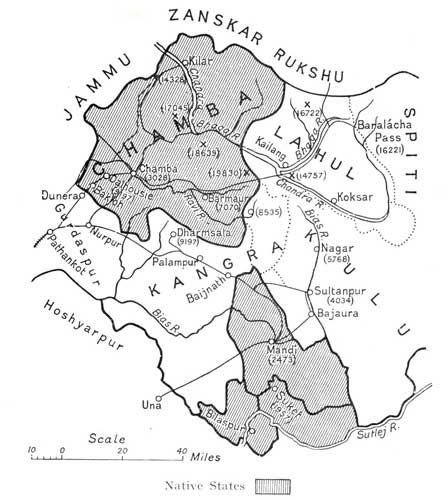 ZANSKAR RUKSHU
JAMMU
SPITI
Kilar
(14328)
Chandra
(17045)
Bhaga R.
CHAMBA
(18639)
(19830)
(16722)
Bhaga R.
Baralácha
Pass
(16221)
LAHUL
Kailang
(14757)
Chandra R.
Koksar
Chamba
(3028)
Dalhousie
Bakloh
Dunera
Ravi R.
Barmaur
(7070)
(8535)
Bias R.
Gurdaspur
Nurpur
Pathankot
Dharmsala
(9197)
Palampur
KANGRA
Baijnath
KULU
Nagar
(5768)
Sultanpur
(4034)
Bajaura
Bias R.
Hoshyarpur
Mandi
(2473)
Una
Suket
Bilaspur
Sutlej R.
Scale
10 0 20 40
Miles
Native States